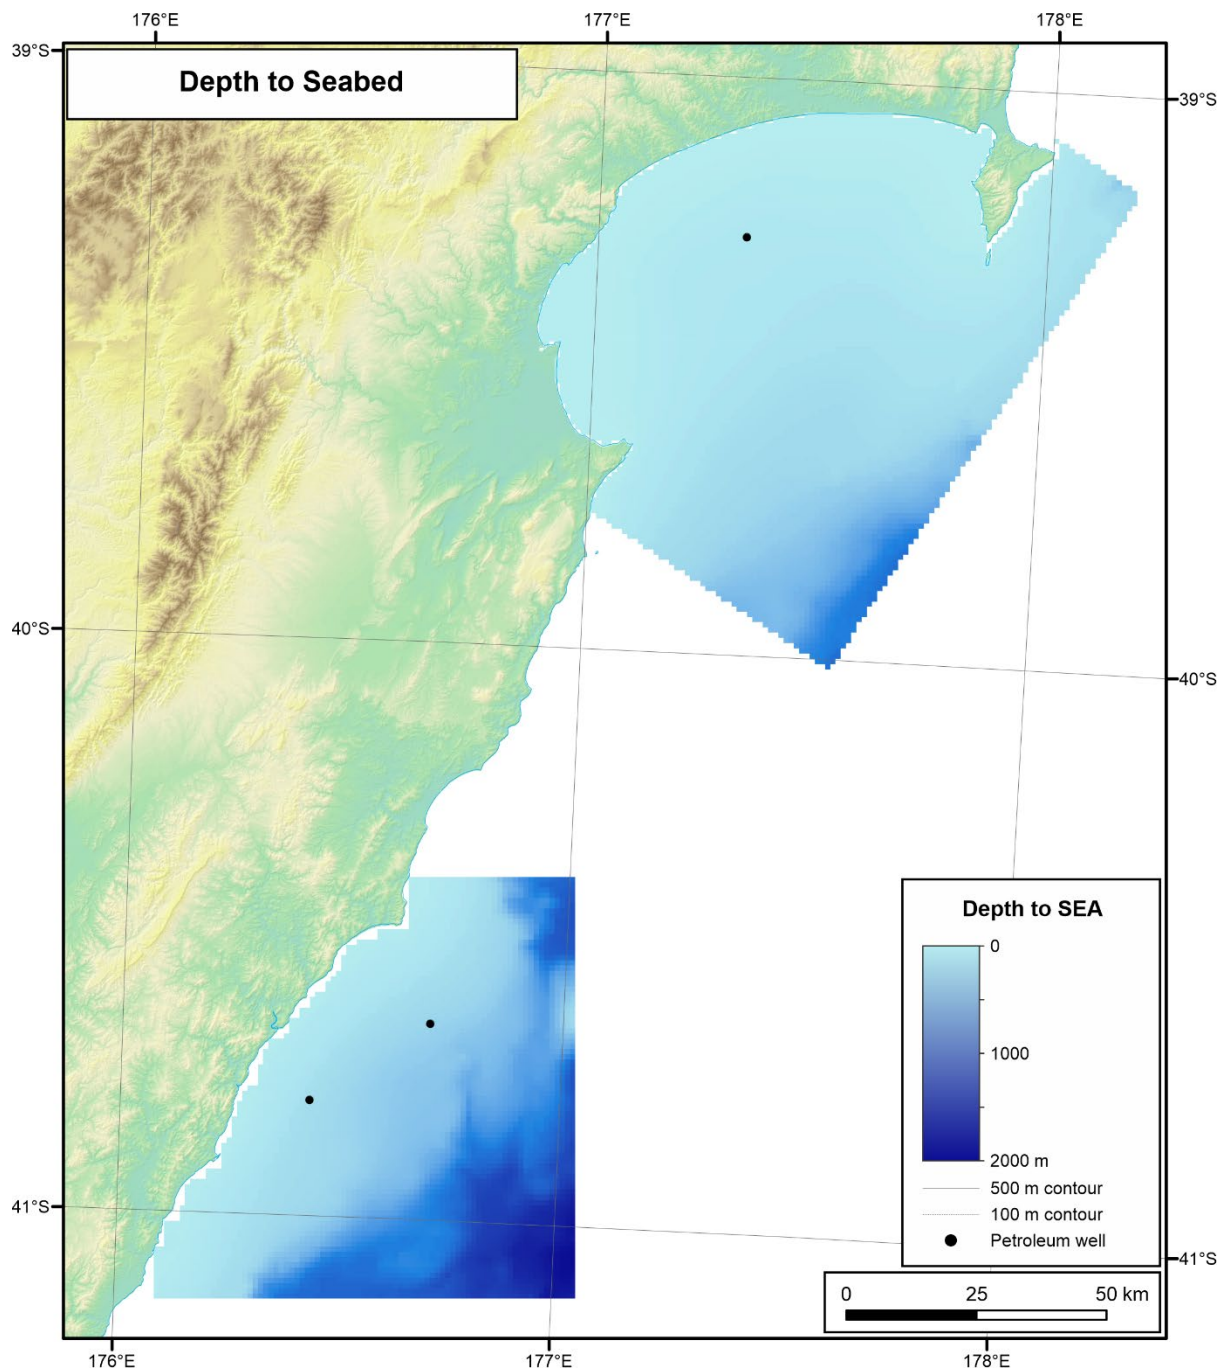 176°E 177°E 178°E
39°S
Depth to Seabed
39°S
40°S
40°S
Depth to SEA
0
1000
2000 m
500 m contour
100 m contour
Petroleum well
41°S
41°S
0 25 50 km
176°E 177°E 178°E